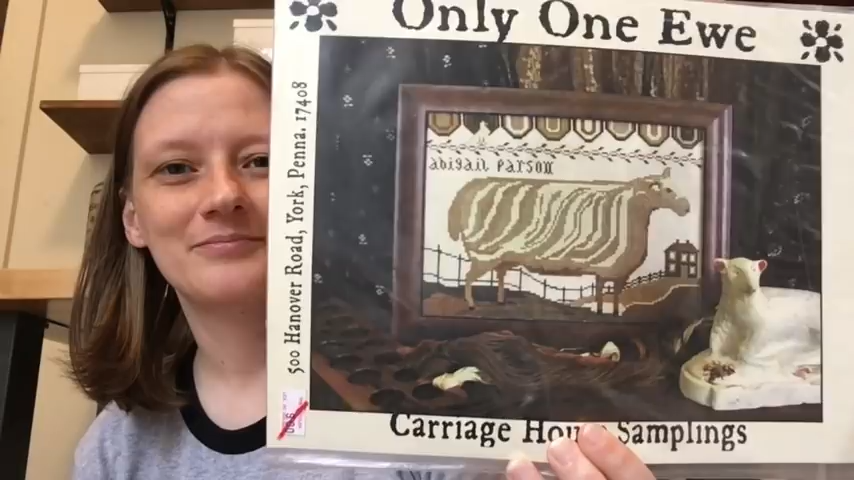 Only One Ewe
500 Hanover Road, York, Penna. 17408
abigail parson
Carriage House Samplings